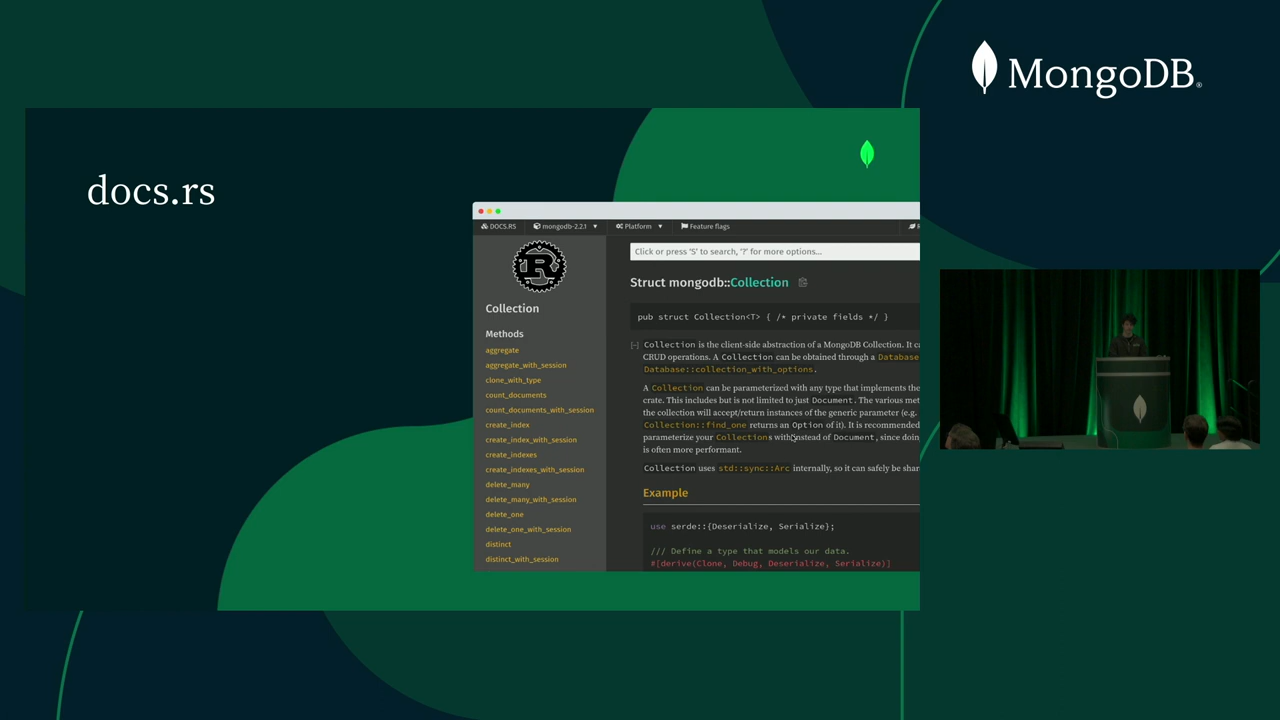 MongoDB®
docs.rs
DOCS.RS mongodb-2.2.1 Platform Feature flags
Click or press 'S' to search, '?' for more options...
Collection
Methods
aggregate
aggregate_with_session
clone_with_type
count_documents
count_documents_with_session
create_index
create_index_with_session
create_indexes
create_indexes_with_session
delete_many
delete_many_with_session
delete_one
delete_one_with_session
distinct
distinct_with_session
Struct mongodb::Collection
pub struct Collection<T> { /* private fields */ }
[-] Collection is the client-side abstraction of a MongoDB Collection. It
CRUD operations. A Collection can be obtained through a Database
Database::collection_with_options.
A Collection can be parameterized with any type that implements the
crate. This includes but is not limited to just Document. The various
the collection will accept/return instances of the generic parameter (e.g.
Collection::find_one returns an Option of it). It is recommended
parameterize your Collections with instead of Document, since
is often more performant.
Collection uses std::sync::Arc internally, so it can safely be
Example
use serde::{Deserialize, Serialize};
/// Define a type that models our data.
#[derive(Clone, Debug, Deserialize, Serialize)]